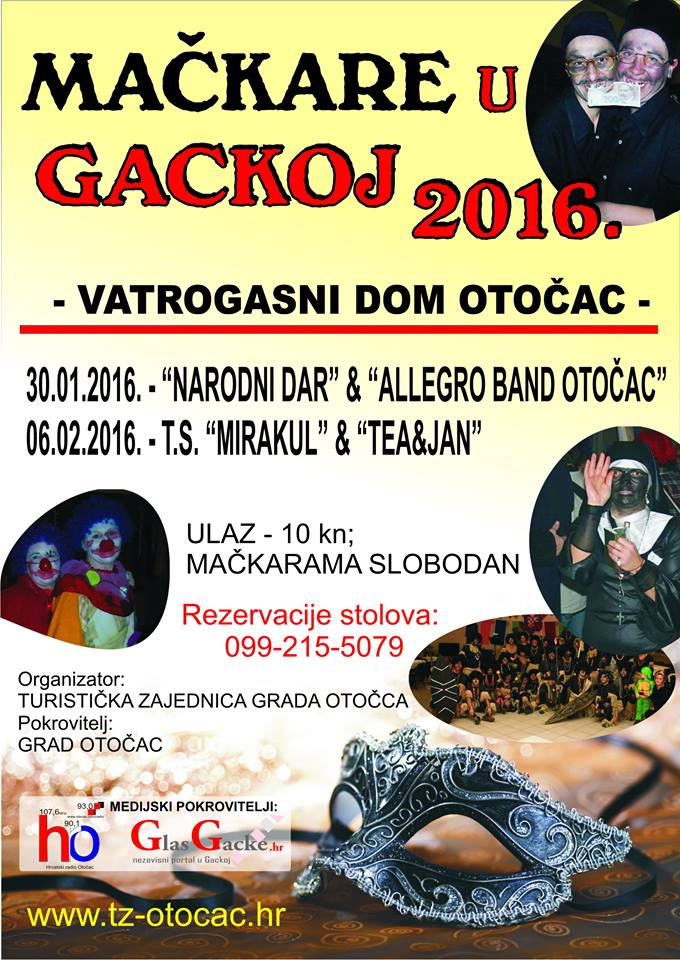 MAČKARE U
GACKOJ 2016.
- VATROGASNI DOM OTOČAC -
30.01.2016. - “NARODNI DAR” & “ALLEGRO BAND OTOČAC”
06.02.2016. - T.S. “MIRAKUL” & “TEA&JAN”
ULAZ - 10 kn;
MAČKARAMA SLOBODAN
Rezervacije stolova:
099-215-5079
Organizator:
TURISTIČKA ZAJEDNICA GRADA OTOČCA
Pokrovitelj:
GRAD OTOČAC
MEDIJSKI POKROVITELJI:
107,6
93,0
90,1
ho
Hrvatski radio Otočac
Glas Gacke.hr
nezavisni portal u Gackoj
www.tz-otocac.hr